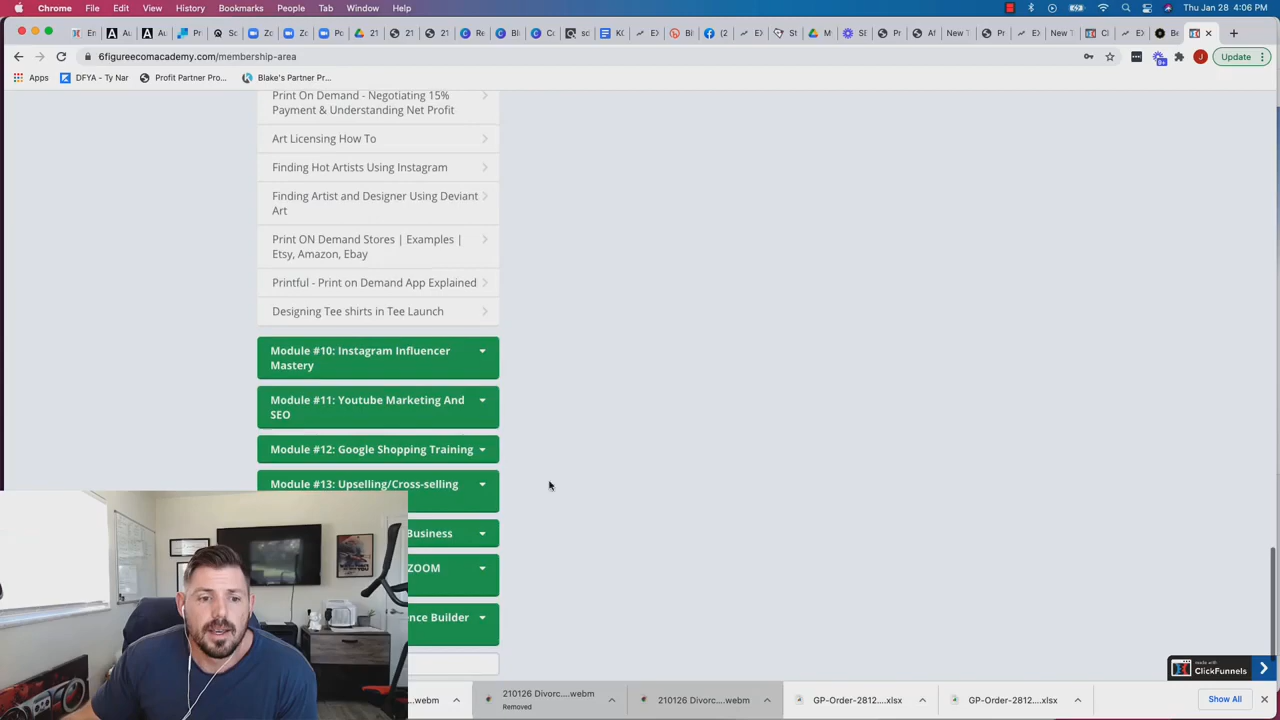 Chrome File Edit View History Bookmarks People Tab Window Help Thu Jan 28 4:06 PM
6figureecomacademy.com/membership-area Update
Apps DFYA - Ty Nar Profit Partner Pro... Blake's Partner Pr...
Print On Demand - Negotiating 15%
Payment & Understanding Net Profit
Art Licensing How To
Finding Hot Artists Using Instagram
Finding Artist and Designer Using Deviant
Art
Print ON Demand Stores | Examples |
Etsy, Amazon, Ebay
Printful - Print on Demand App Explained
Designing Tee shirts in Tee Launch
Module #10: Instagram Influencer
Mastery
Module #11: Youtube Marketing And
SEO
Module #12: Google Shopping Training
Module #13: Upselling/Cross-selling
Business
ZOOM
ence Builder
made with
ClickFunnels
.webm
210126 Divorc....webm
Removed
210126 Divorc....webm
GP-Order-2812....xlsx
GP-Order-2812....xlsx
Show All